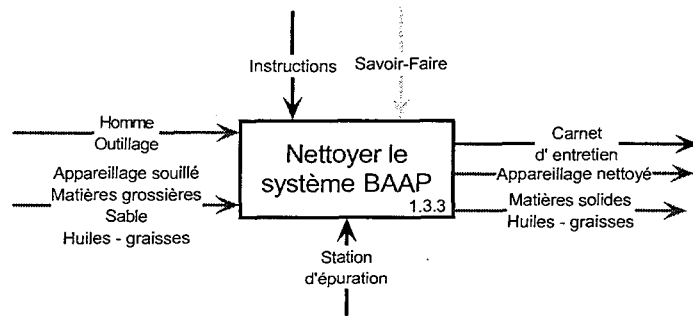 Instructions
Savoir-Faire
Homme
Outillage
Appareillage souillé
Matières grossières
Sable
Huiles - graisses
Nettoyer le
système BAAP
1.3.3
Carnet
d' entretien
Appareillage nettoyé
Matières solides
Huiles - graisses
Station
d'épuration